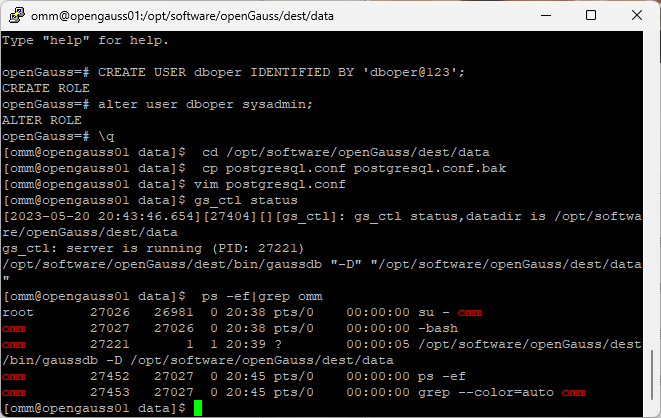 omm@opengauss01:/opt/software/openGauss/dest/data
Type "help" for help.
openGauss=# CREATE USER dboper IDENTIFIED BY 'dboper@123';
CREATE ROLE
openGauss=# alter user dboper sysadmin;
ALTER ROLE
openGauss=# \q
[omm@opengauss01 data]$  cd /opt/software/openGauss/dest/data
[omm@opengauss01 data]$  cp postgresql.conf postgresql.conf.bak
[omm@opengauss01 data]$ vim postgresql.conf
[omm@opengauss01 data]$ gs_ctl status
[2023-05-20 20:43:46.654][27404][][gs_ctl]: gs_ctl status,datadir is /opt/softwa
re/openGauss/dest/data
gs_ctl: server is running (PID: 27221)
/opt/software/openGauss/dest/bin/gaussdb "-D" "/opt/software/openGauss/dest/data
"
[omm@opengauss01 data]$  ps -ef|grep omm
root      27026  26981  0 20:38 pts/0    00:00:00 su - omm
omm       27027  27026  0 20:38 pts/0    00:00:00 -bash
omm       27221      1  1 20:39 ?        00:00:05 /opt/software/openGauss/dest
/bin/gaussdb -D /opt/software/openGauss/dest/data
omm       27452  27027  0 20:45 pts/0    00:00:00 ps -ef
omm       27453  27027  0 20:45 pts/0    00:00:00 grep --color=auto omm
[omm@opengauss01 data]$